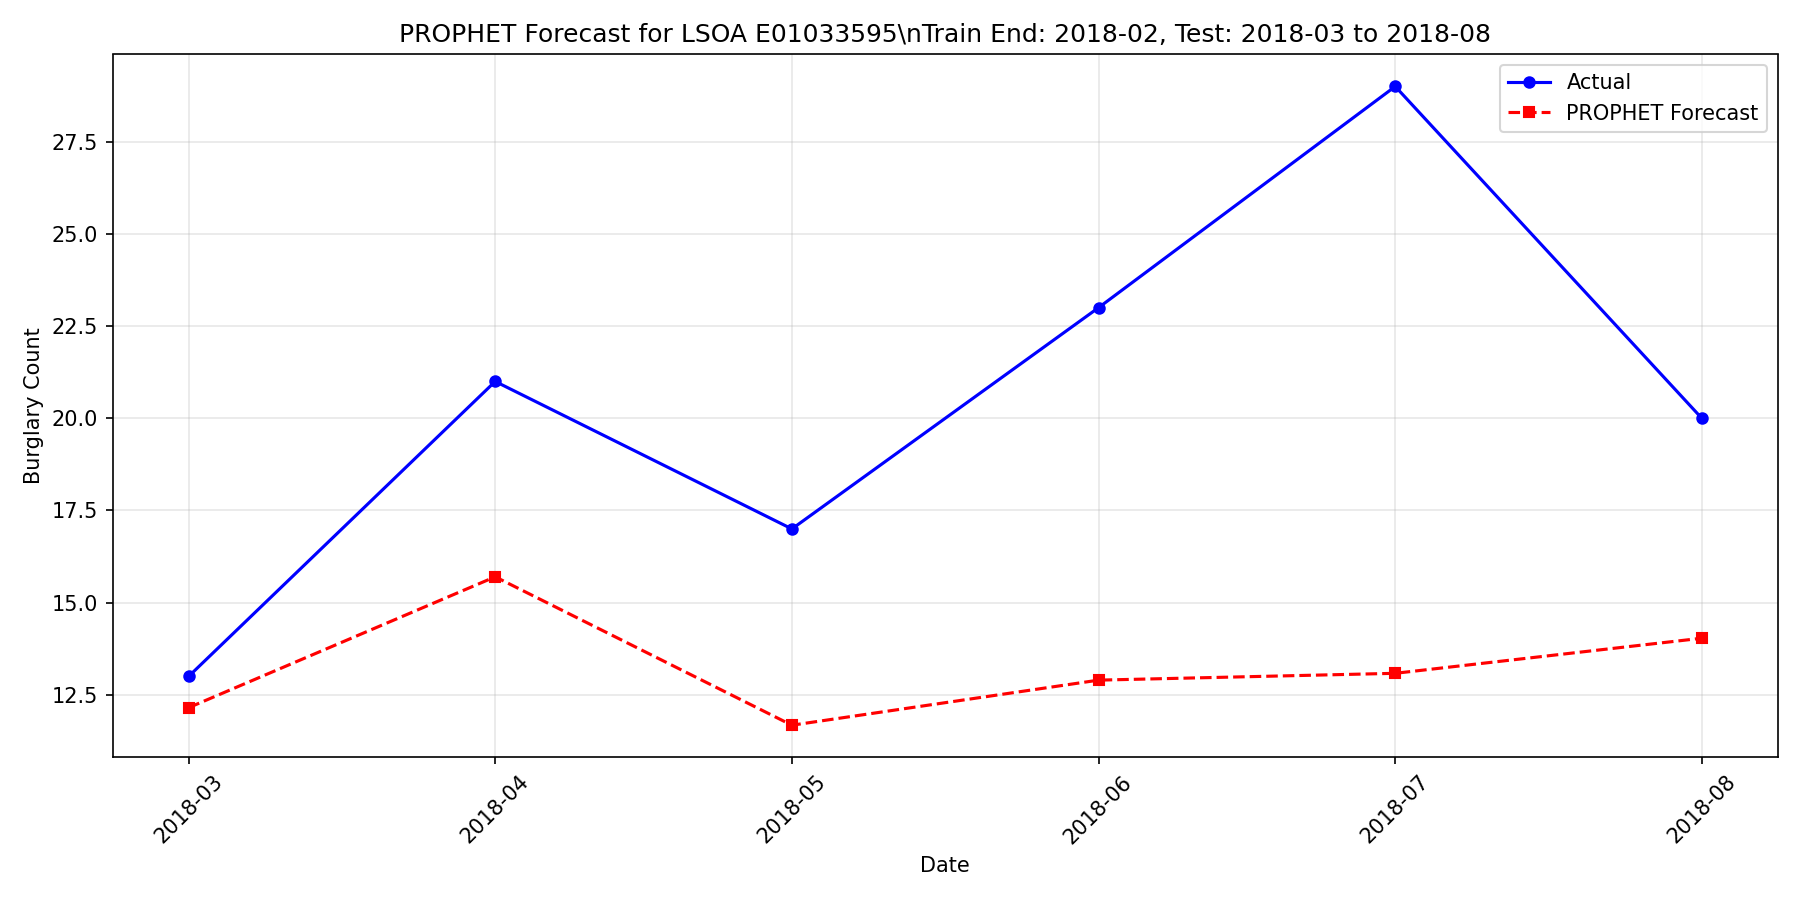 PROPHET Forecast for LSOA E01033595\nTrain End: 2018-02, Test: 2018-03 to 2018-08
Actual
PROPHET Forecast
Burglary Count
27.5
25.0
22.5
20.0
17.5
15.0
12.5
2018-03
2018-04
2018-05
2018-06
2018-07
2018-08
Date